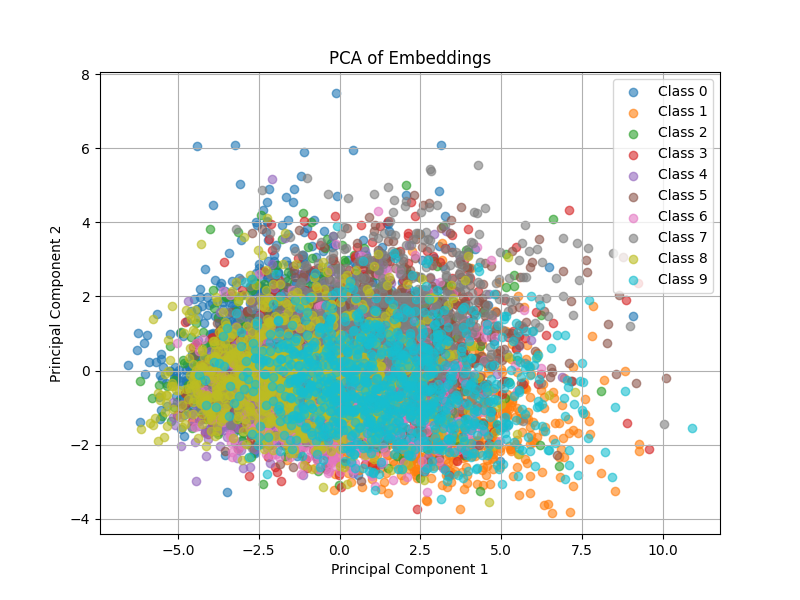 PCA of Embeddings
Principal Component 2
8
6
4
2
0
−2
−4
Class 0
Class 1
Class 2
Class 3
Class 4
Class 5
Class 6
Class 7
Class 8
Class 9
−5.0 −2.5 0.0 2.5 5.0 7.5 10.0
Principal Component 1